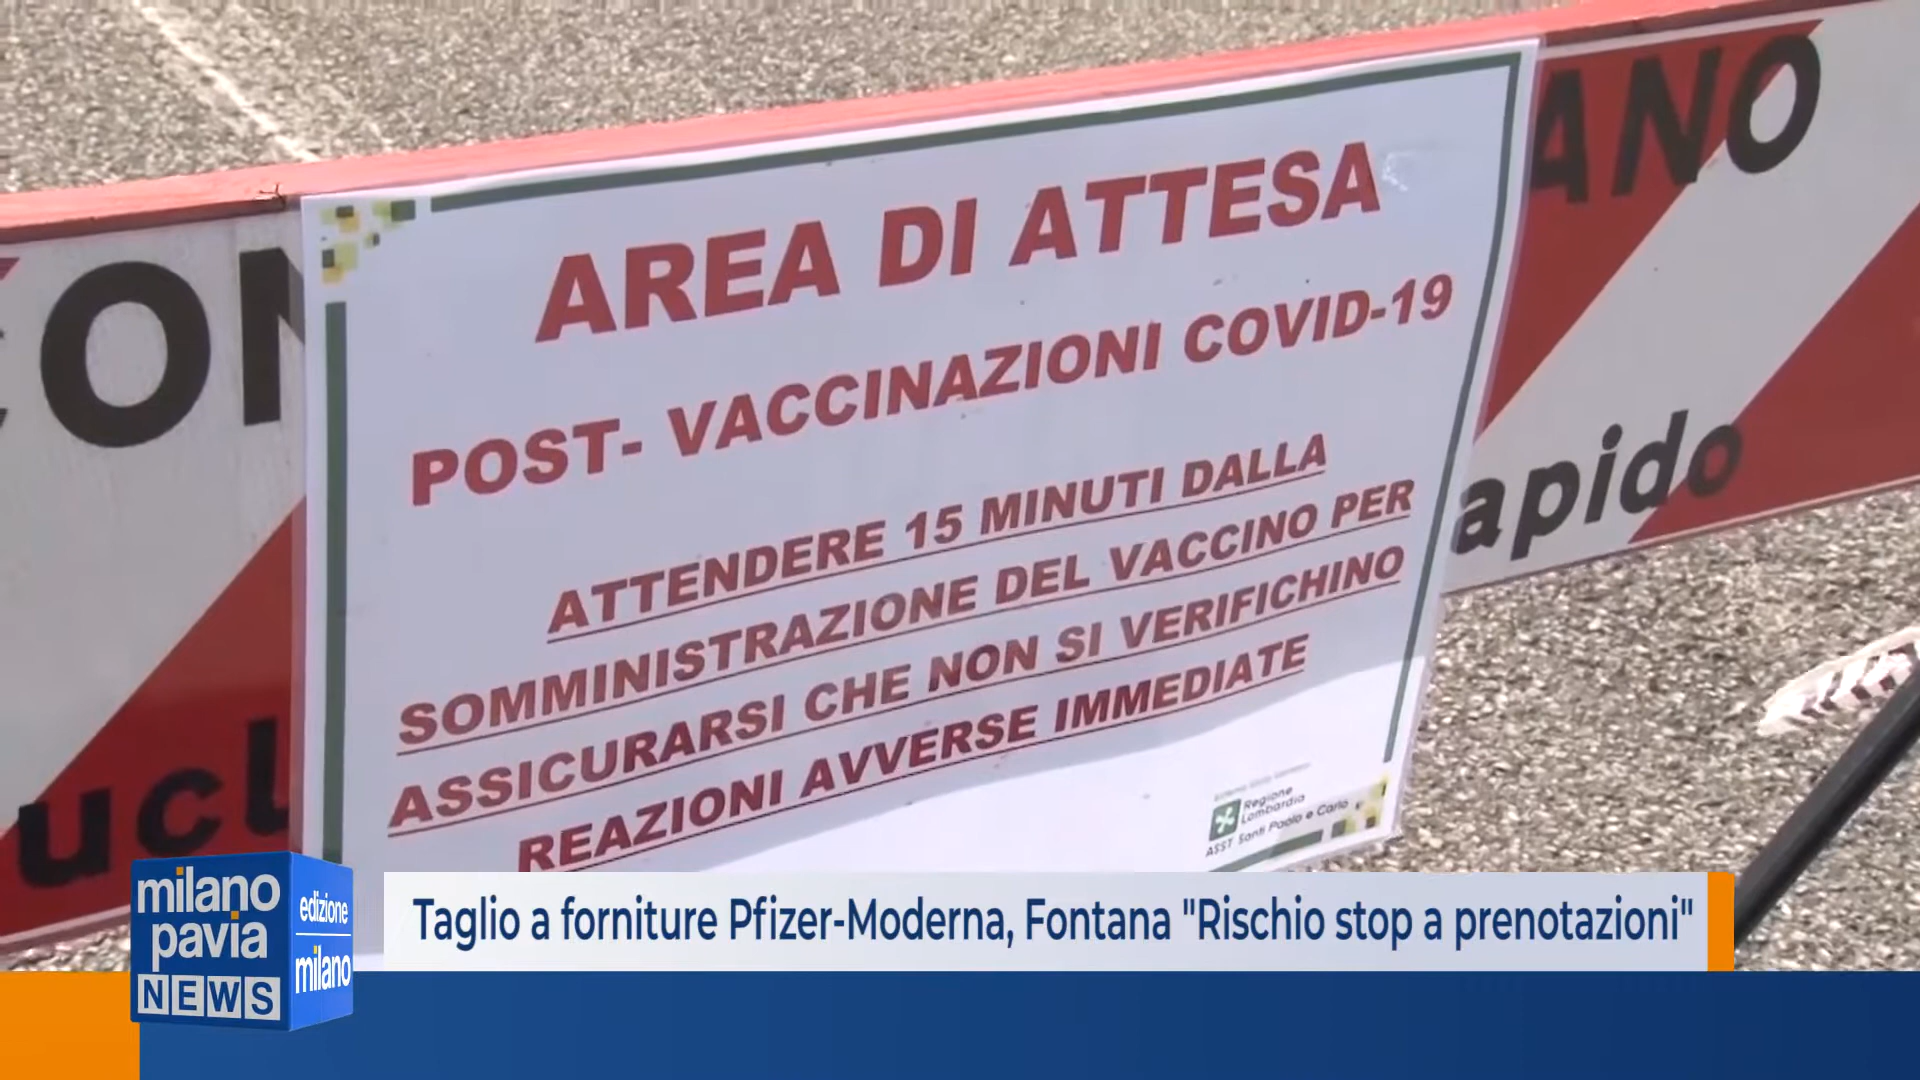 ANO
CON
AREA DI ATTESA
POST- VACCINAZIONI COVID-19
ATTENDERE 15 MINUTI DALLA
SOMMINISTRAZIONE DEL VACCINO PER
ASSICURARSI CHE NON SI VERIFICHINO
REAZIONI AVVERSE IMMEDIATE
apido
ucl
Regione
Lombardia
ASST Santi Paolo e Carlo
milano
pavia
NEWS
edizione
milano
Taglio a forniture Pfizer-Moderna, Fontana "Rischio stop a prenotazioni"